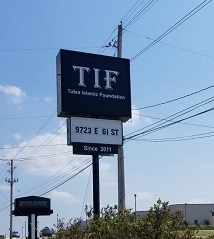 TIF
Tulsa Islamic Foundation
9723 E 61 ST
Since 2011